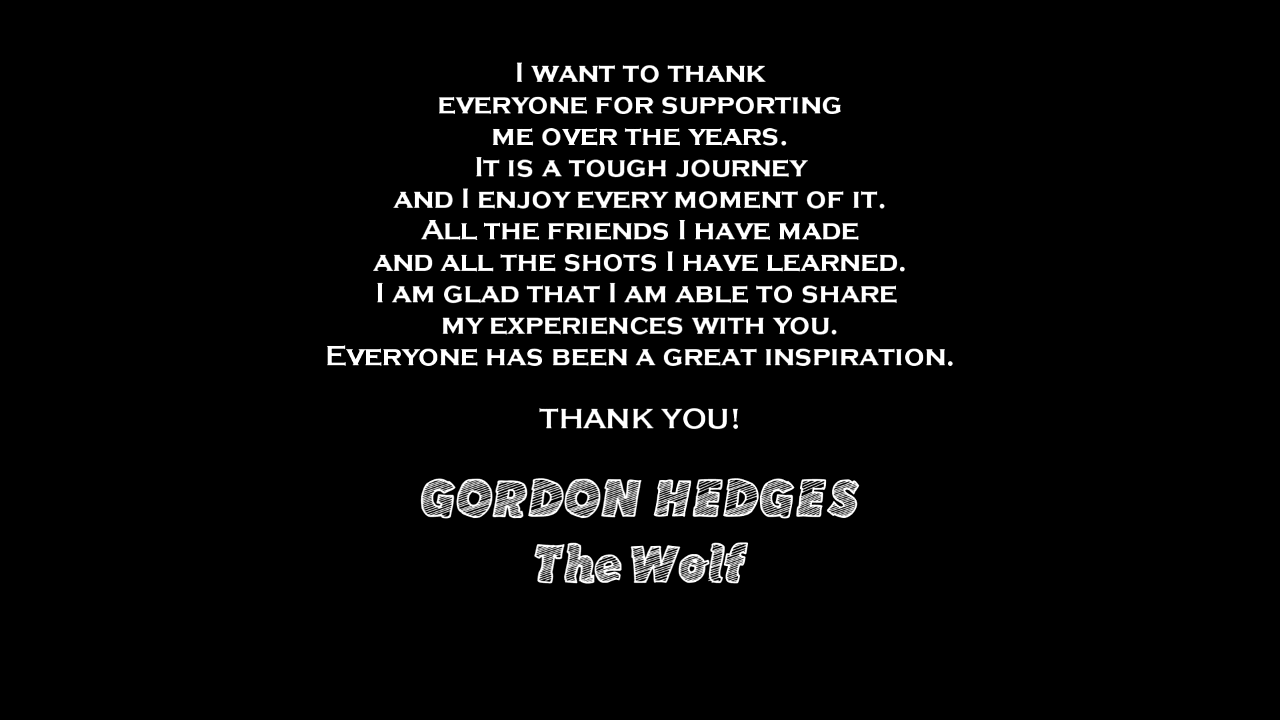 I WANT TO THANK
EVERYONE FOR SUPPORTING
ME OVER THE YEARS.
IT IS A TOUGH JOURNEY
AND I ENJOY EVERY MOMENT OF IT.
ALL THE FRIENDS I HAVE MADE
AND ALL THE SHOTS I HAVE LEARNED.
I AM GLAD THAT I AM ABLE TO SHARE
MY EXPERIENCES WITH YOU.
EVERYONE HAS BEEN A GREAT INSPIRATION.
THANK YOU!
GORDON HEDGES
The Wolf